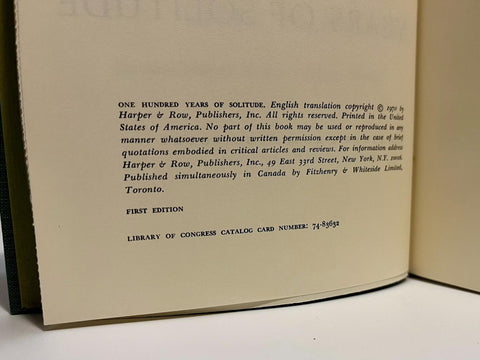 ONE HUNDRED YEARS OF SOLITUDE. English translation copyright © 1970 by
Harper & Row, Publishers, Inc. All rights reserved. Printed in the United
States of America. No part of this book may be used or reproduced in any
manner whatsoever without written permission except in the case of brief
quotations embodied in critical articles and reviews. For information address
Harper & Row, Publishers, Inc., 49 East 33rd Street, New York, N.Y. 10016.
Published simultaneously in Canada by Fitzhenry & Whiteside Limited,
Toronto.
FIRST EDITION
LIBRARY OF CONGRESS CATALOG CARD NUMBER: 74-83632